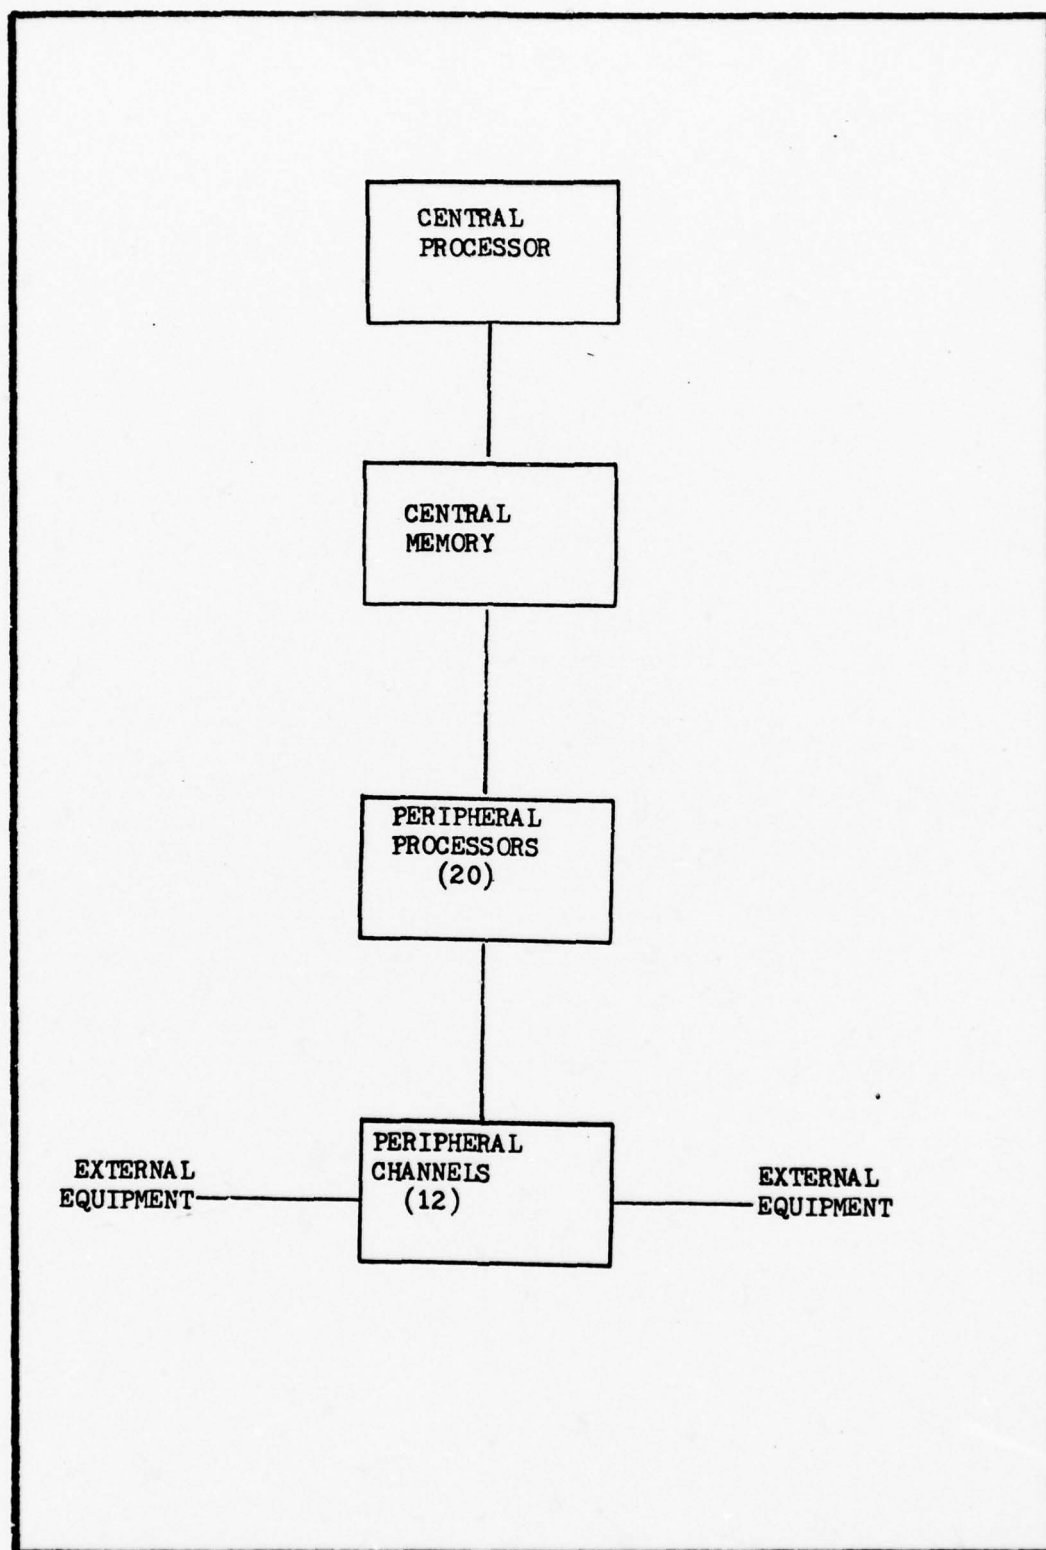 CENTRAL
PROCESSOR
CENTRAL
MEMORY
PERIPHERAL
PROCESSORS
(20)
PERIPHERAL
CHANNELS
(12)
EXTERNAL
EQUIPMENT
EXTERNAL
EQUIPMENT